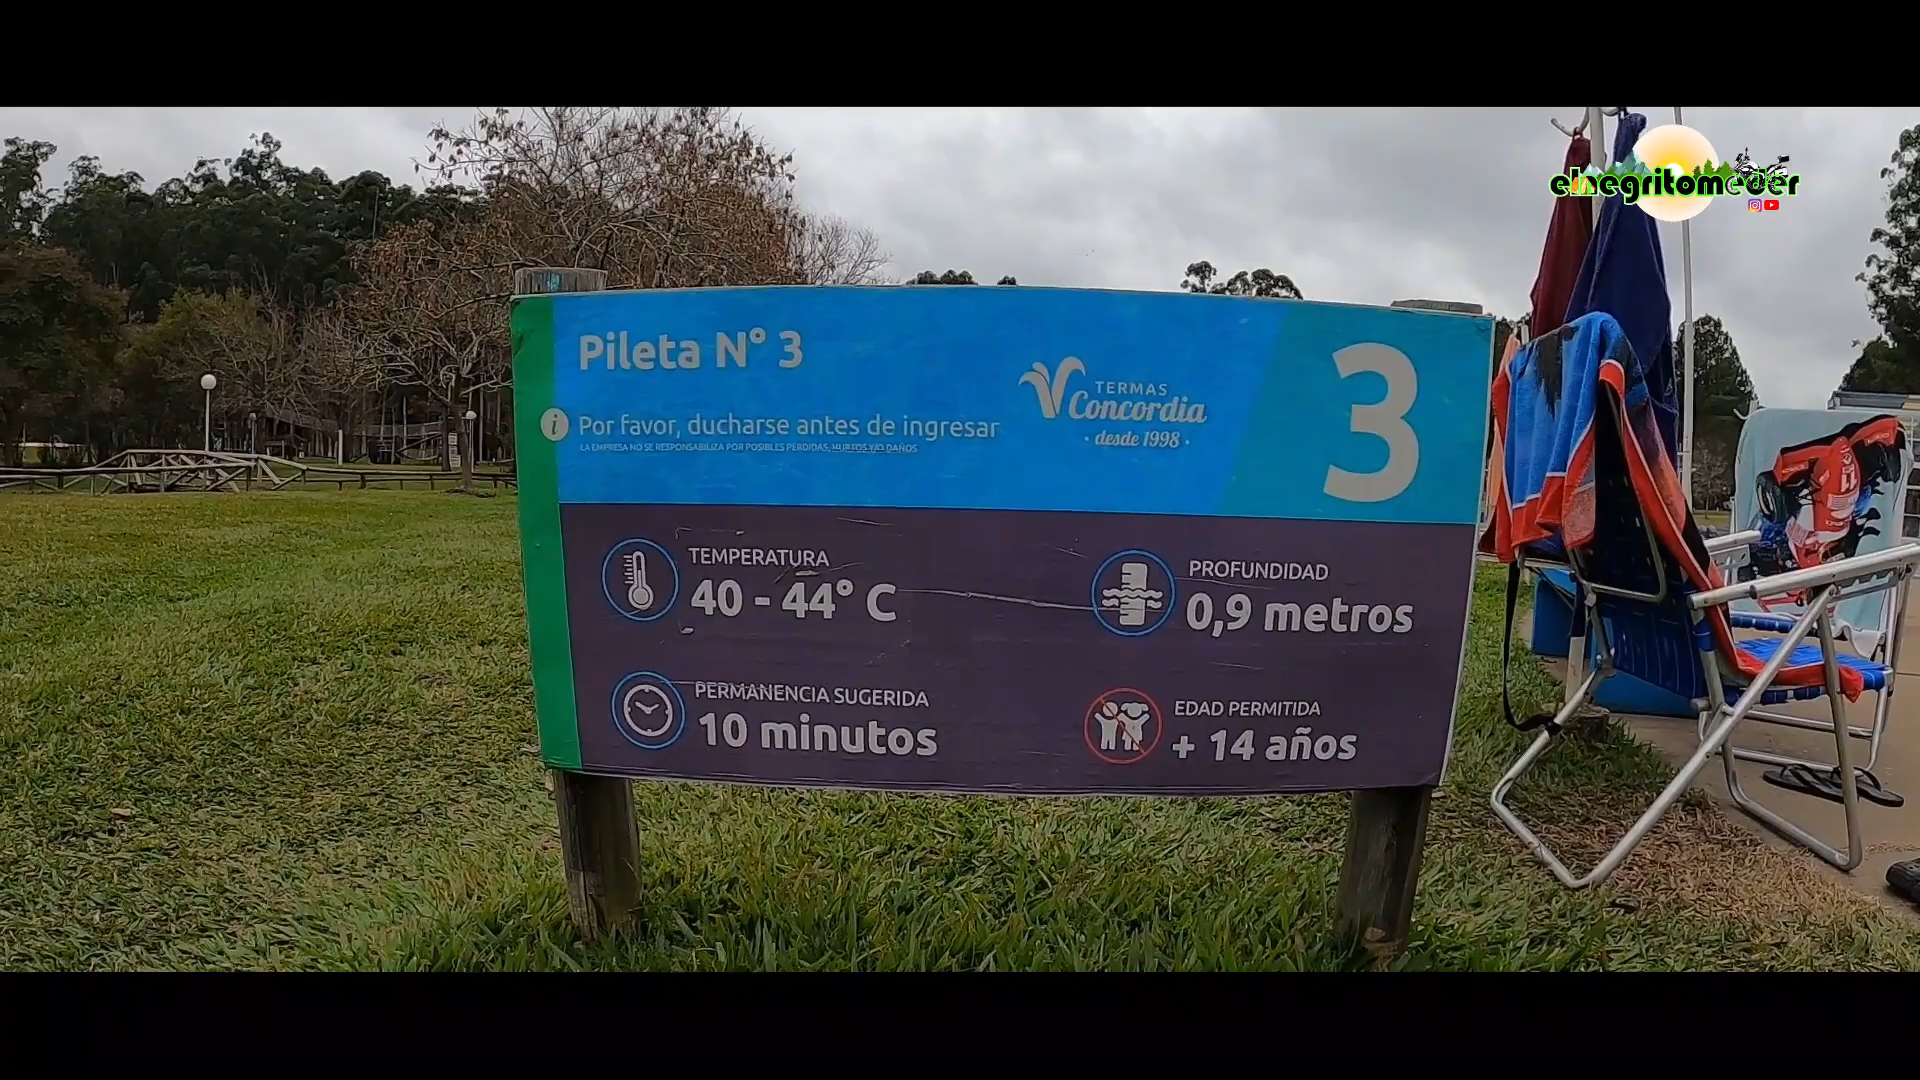 elnegritomeder
Pileta N° 3
i Por favor, ducharse antes de ingresar
LA EMPRESA NO SE RESPONSABILIZA POR POSIBLES PÉRDIDAS, HURTOS Y/O DAÑOS
TERMAS
Concordia
· desde 1998 ·
3
TEMPERATURA
40 - 44° C
PROFUNDIDAD
0,9 metros
PERMANENCIA SUGERIDA
10 minutos
EDAD PERMITIDA
+ 14 años